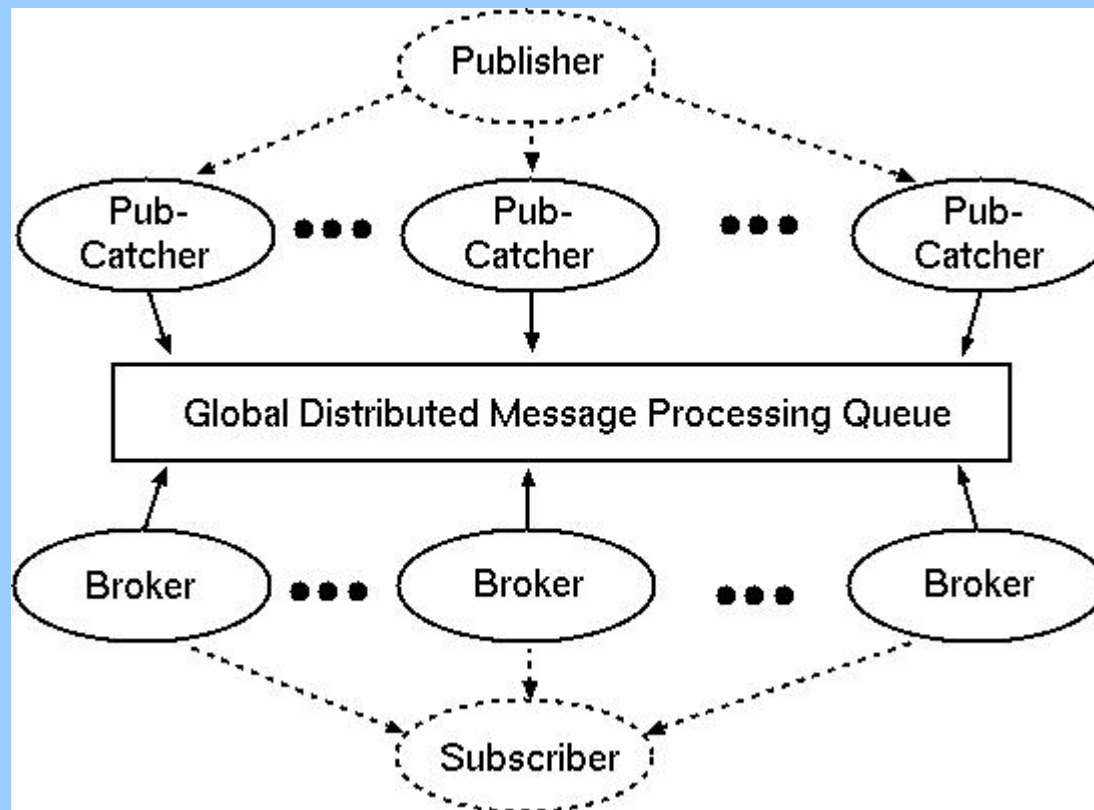 Publisher
Pub-
Catcher
Pub-
Catcher
Pub-
Catcher
Global Distributed Message Processing Queue
Broker
Broker
Broker
Subscriber